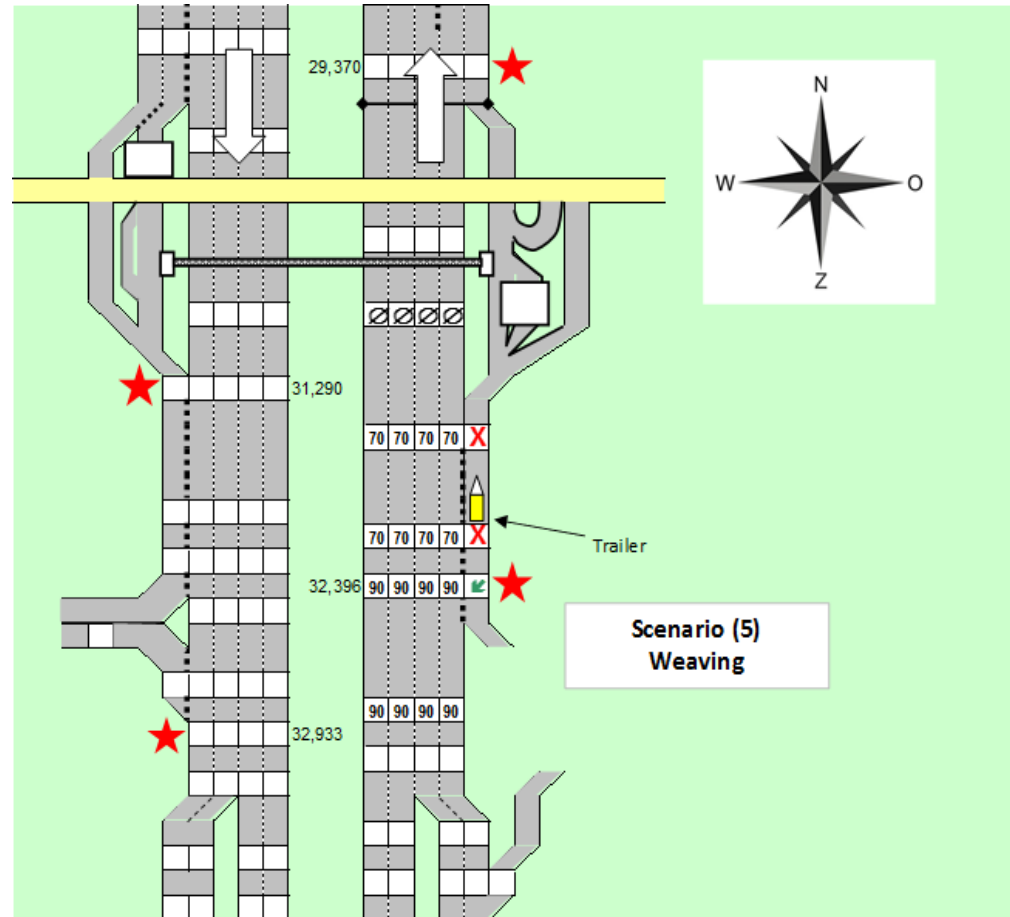 29,370
N
W
O
Z
Ø Ø Ø Ø
31,290
70 70 70 70 X
70 70 70 70 X
Trailer
32,396
90 90 90 90
Scenario (5)
Weaving
90 90 90 90
32,933